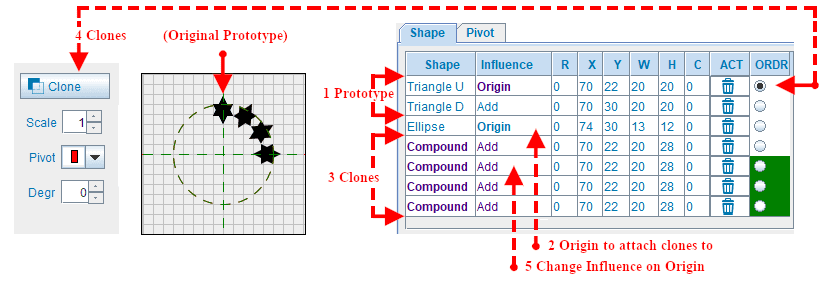 4 Clones
(Original Prototype)
Clone
Scale 1
Pivot
Degr 0
Shape Pivot
Shape Influence R X Y W H C ACT ORDR
1 Prototype
Triangle U Origin 0 70 22 20 20 0
Triangle D Add 0 70 30 20 20 0
Ellipse Origin 0 74 30 13 12 0
Compound Add 0 70 22 20 28 0
3 Clones
Compound Add 0 70 22 20 28 0
Compound Add 0 70 22 20 28 0
Compound Add 0 70 22 20 28 0
2 Origin to attach clones to
5 Change Influence on Origin